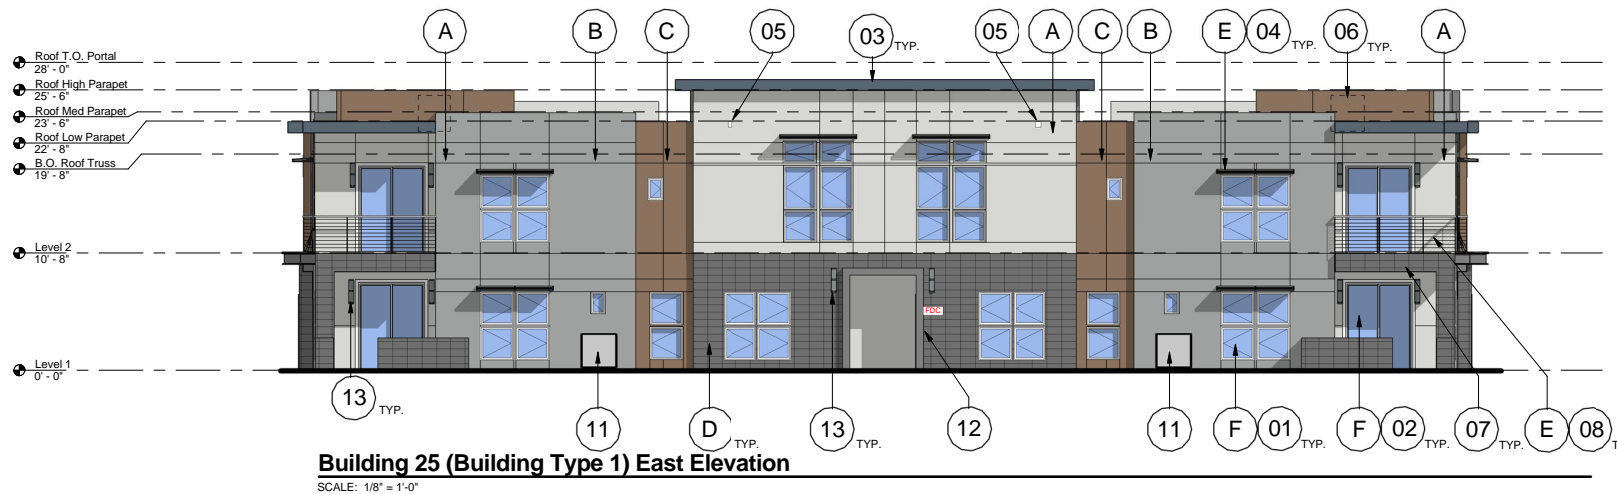 A B C 05 03 TYP. 05 A C B E 04 TYP. 06 TYP. A
Roof T.O. Portal
28' - 0"
Roof High Parapet
25' - 6"
Roof Med Parapet
23' - 6"
Roof Low Parapet
22' - 8"
B.O. Roof Truss
19' - 8"
Level 2
10' - 8"
FDC
Level 1
0' - 0"
13 TYP.
11 D TYP. 13 TYP. 12 11 F 01 TYP. F 02 TYP. 07 TYP. E 08 T
Building 25 (Building Type 1) East Elevation
SCALE: 1/8" = 1'-0"